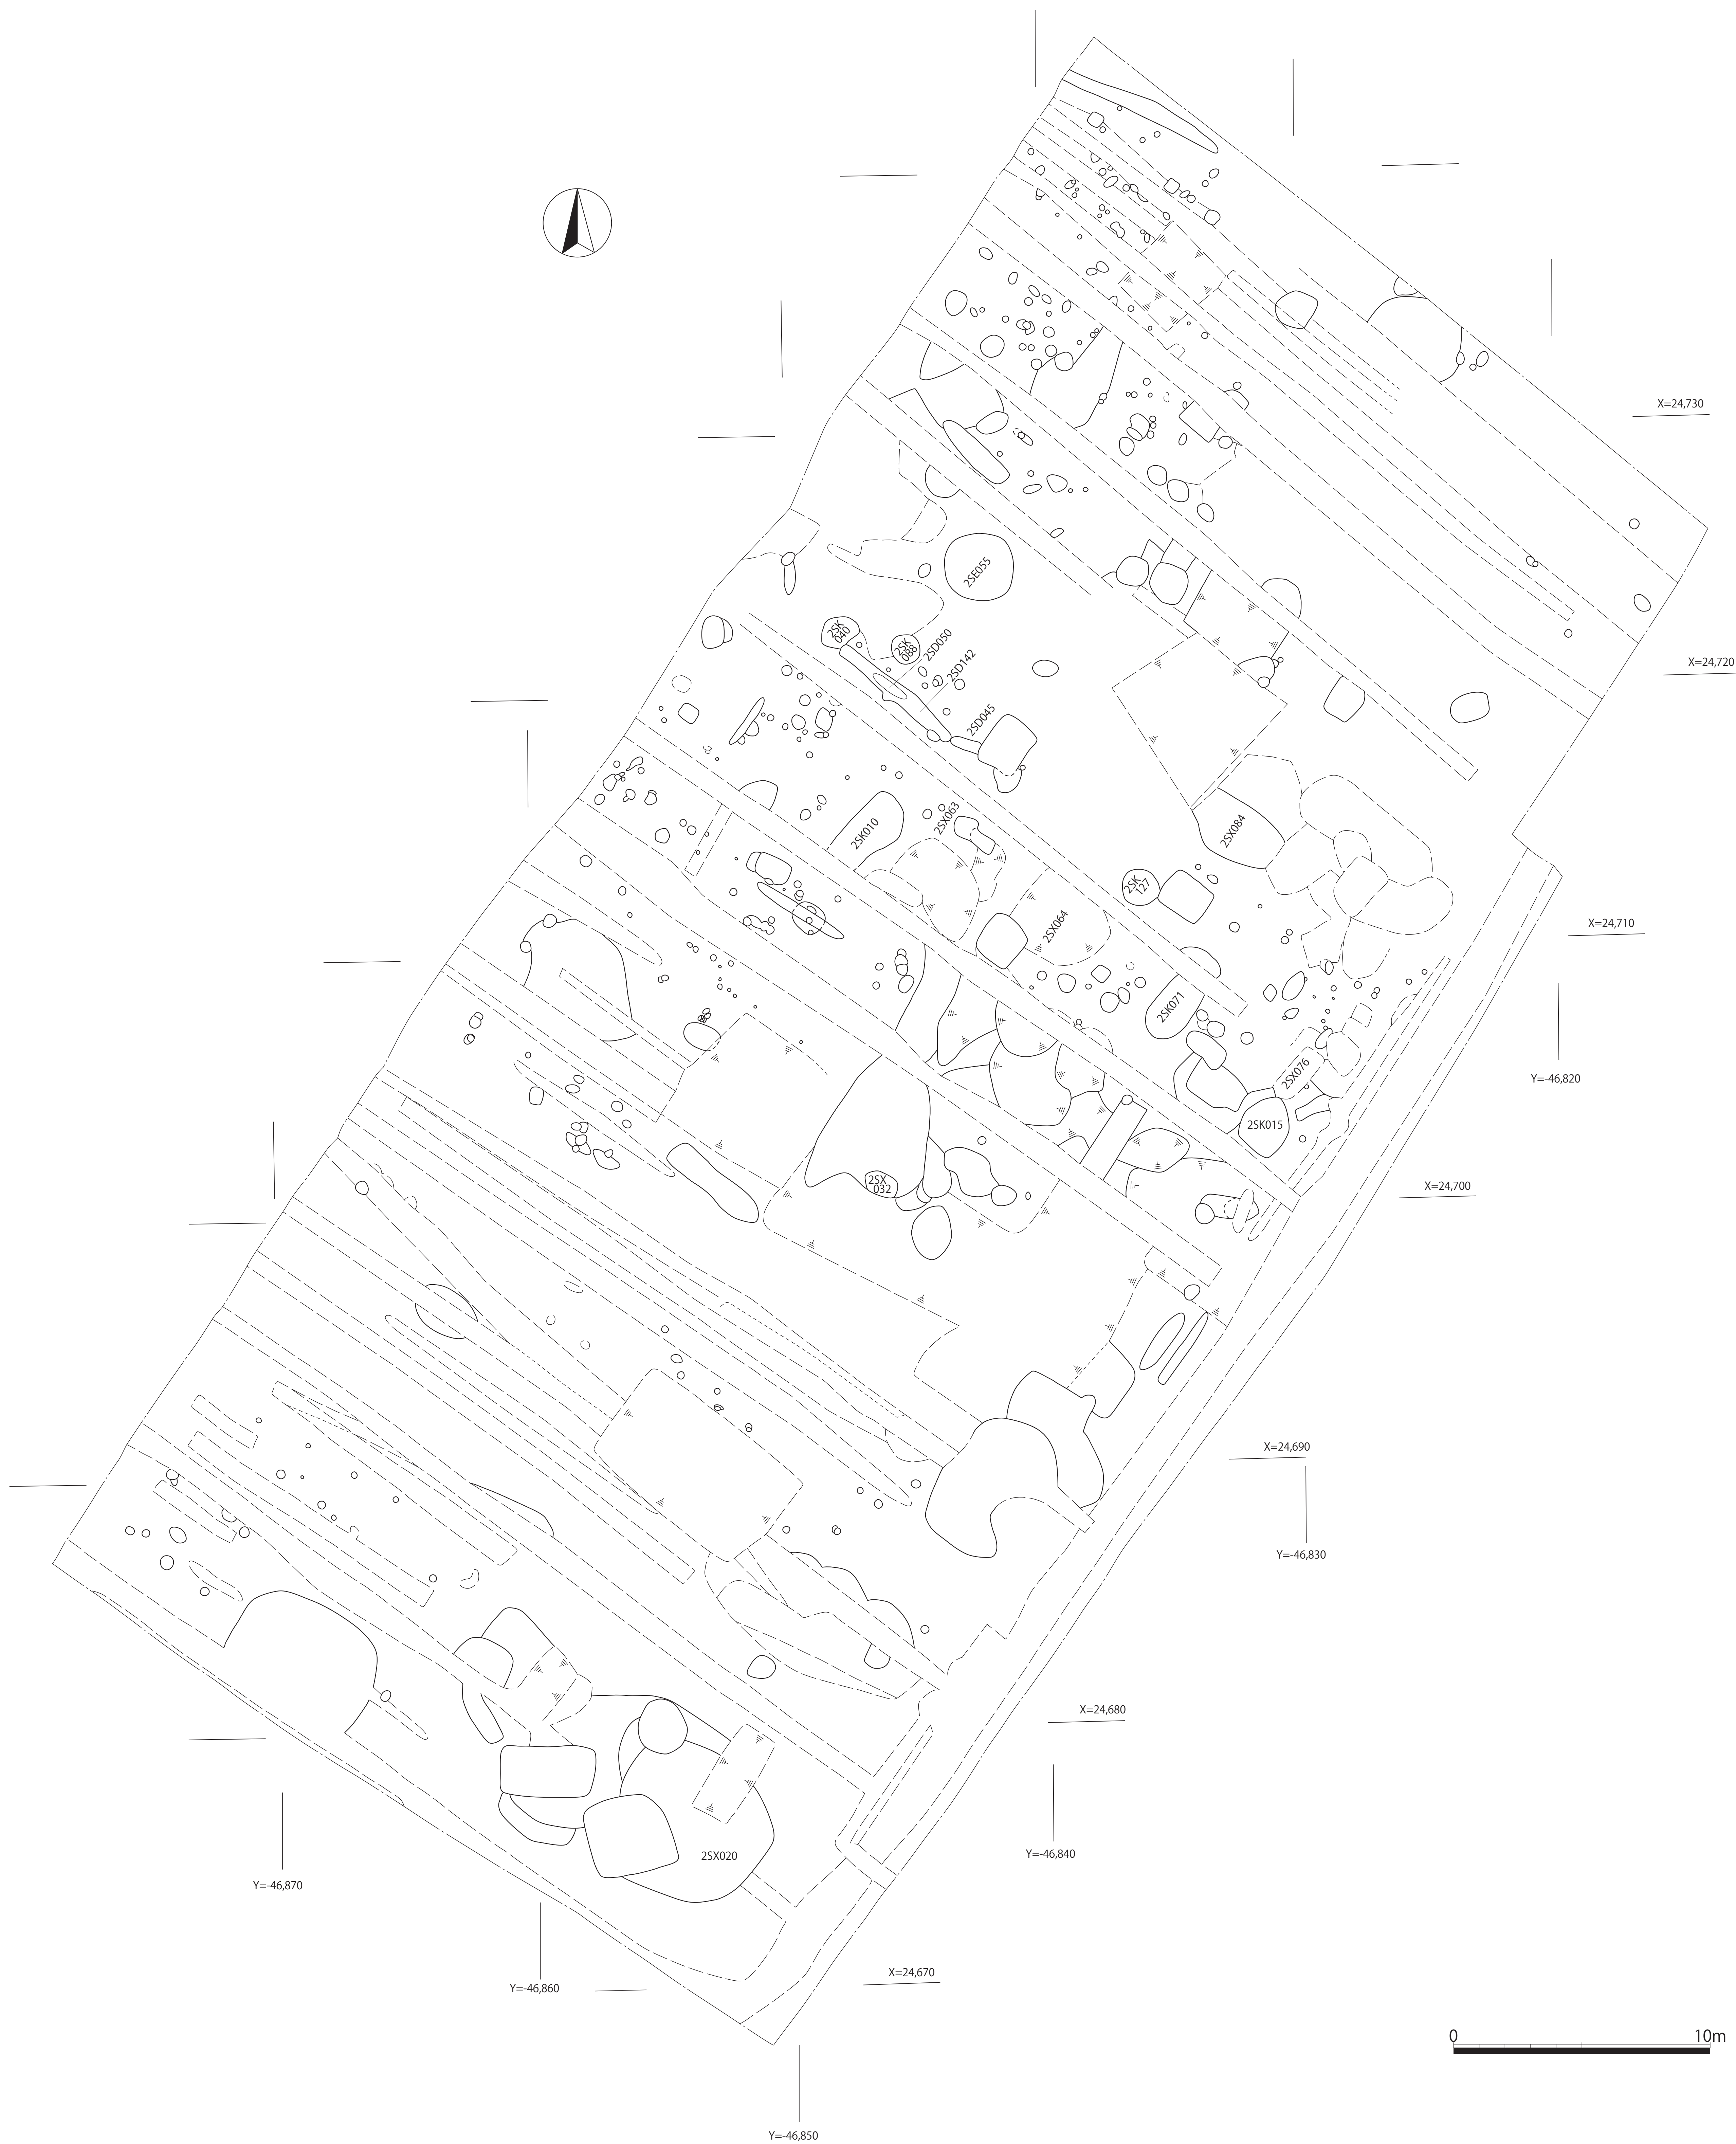 X=24,730
2SE055
2SK
040
2SK
088
2SD050
2SD142
X=24,720
2SD045
2SK010
2SX063
2SX084
2SK
127
2SX064
X=24,710
2SK071
2SX076
Y=-46,820
2SK015
2SX
032
X=24,700
X=24,690
Y=-46,830
X=24,680
2SX020
Y=-46,840
Y=-46,870
X=24,670
Y=-46,860
0 10m
Y=-46,850